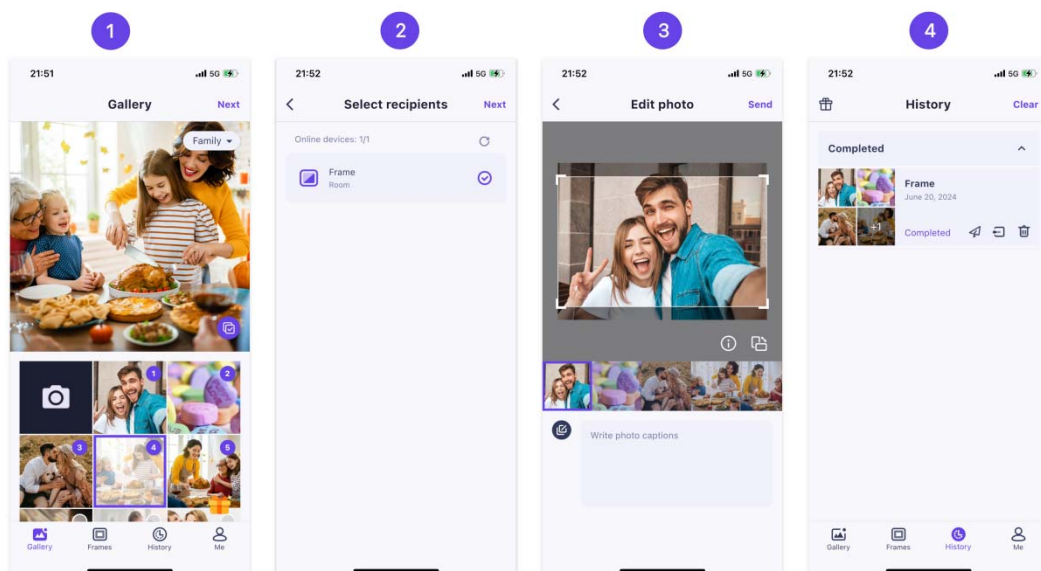 1
21:51
5G
Gallery
Next
Family
1
2
3
4
5
Gallery
Frames
History
Me
2
21:52
5G
Select recipients
Next
Online devices: 1/1
Frame
Room
3
21:52
5G
Edit photo
Send
Write photo captions
4
21:52
5G
History
Clear
Completed
Frame
June 20, 2024
+1
Completed
Gallery
Frames
History
Me